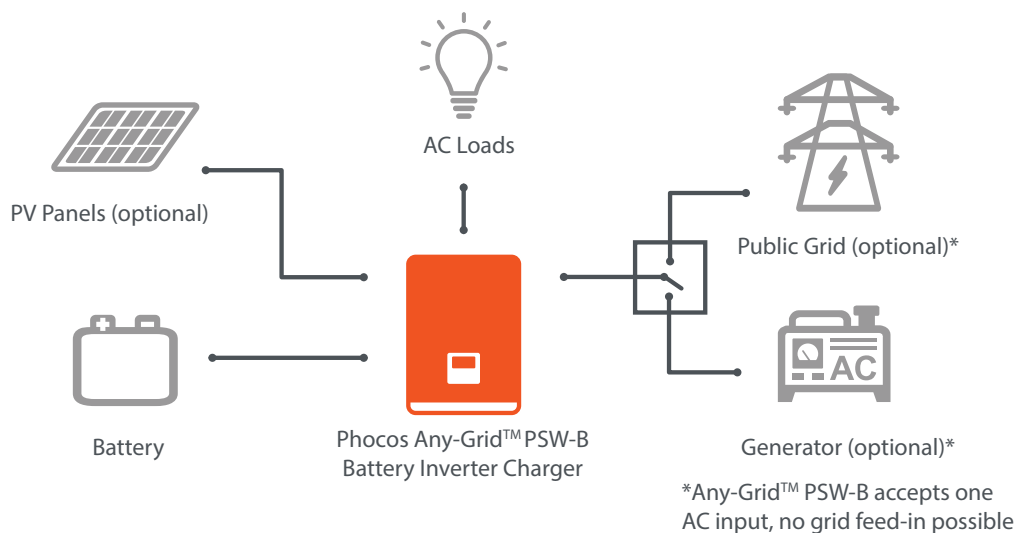 AC Loads
PV Panels (optional)
Public Grid (optional)*
AC
Battery
Phocos Any-Grid™ PSW-B
Battery Inverter Charger
Generator (optional)*
*Any-Grid™ PSW-B accepts one
AC input, no grid feed-in possible